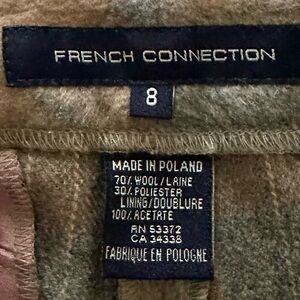 FRENCH CONNECTION
8
MADE IN POLAND
70% WOOL/LAINE
30% POLIESTER
LINING/DOUBLURE
100% ACETATE
RN 53372
CA 34338
FABRIQUE EN POLOGNE